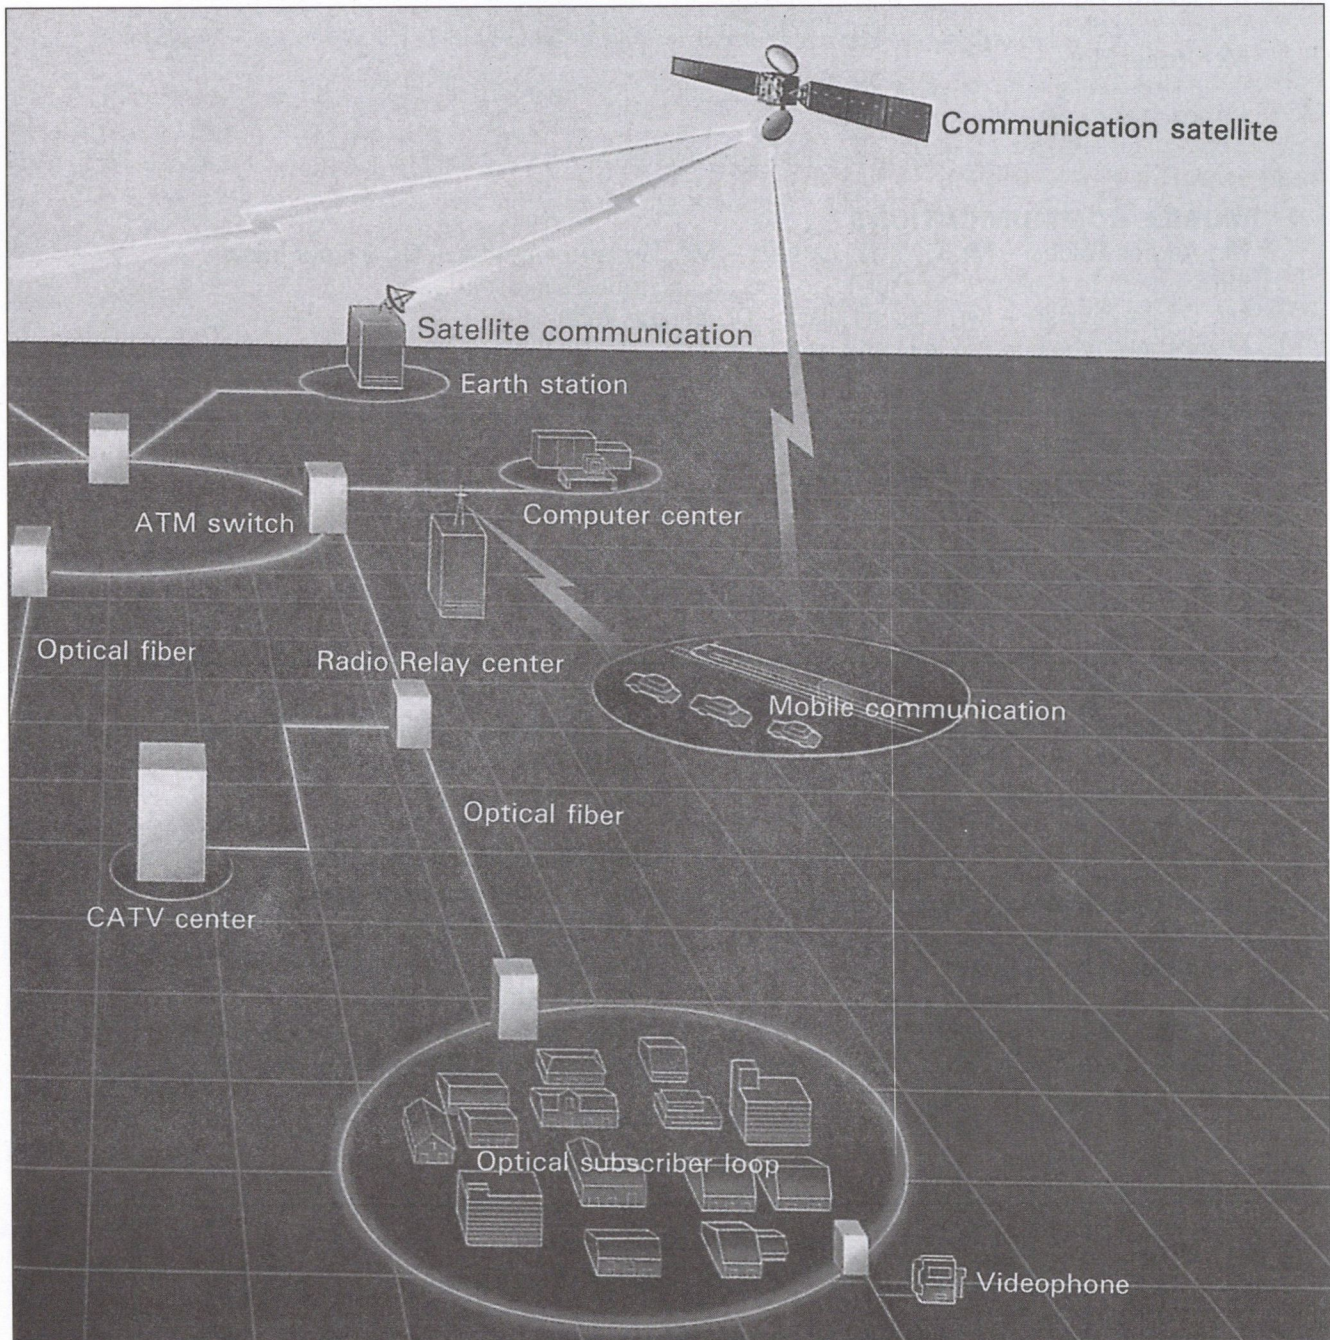 Communication satellite
Satellite communication
Earth station
ATM switch
Computer center
Optical fiber
Radio Relay center
Mobile communication
Optical fiber
CATV center
Optical subscriber loop
Videophone